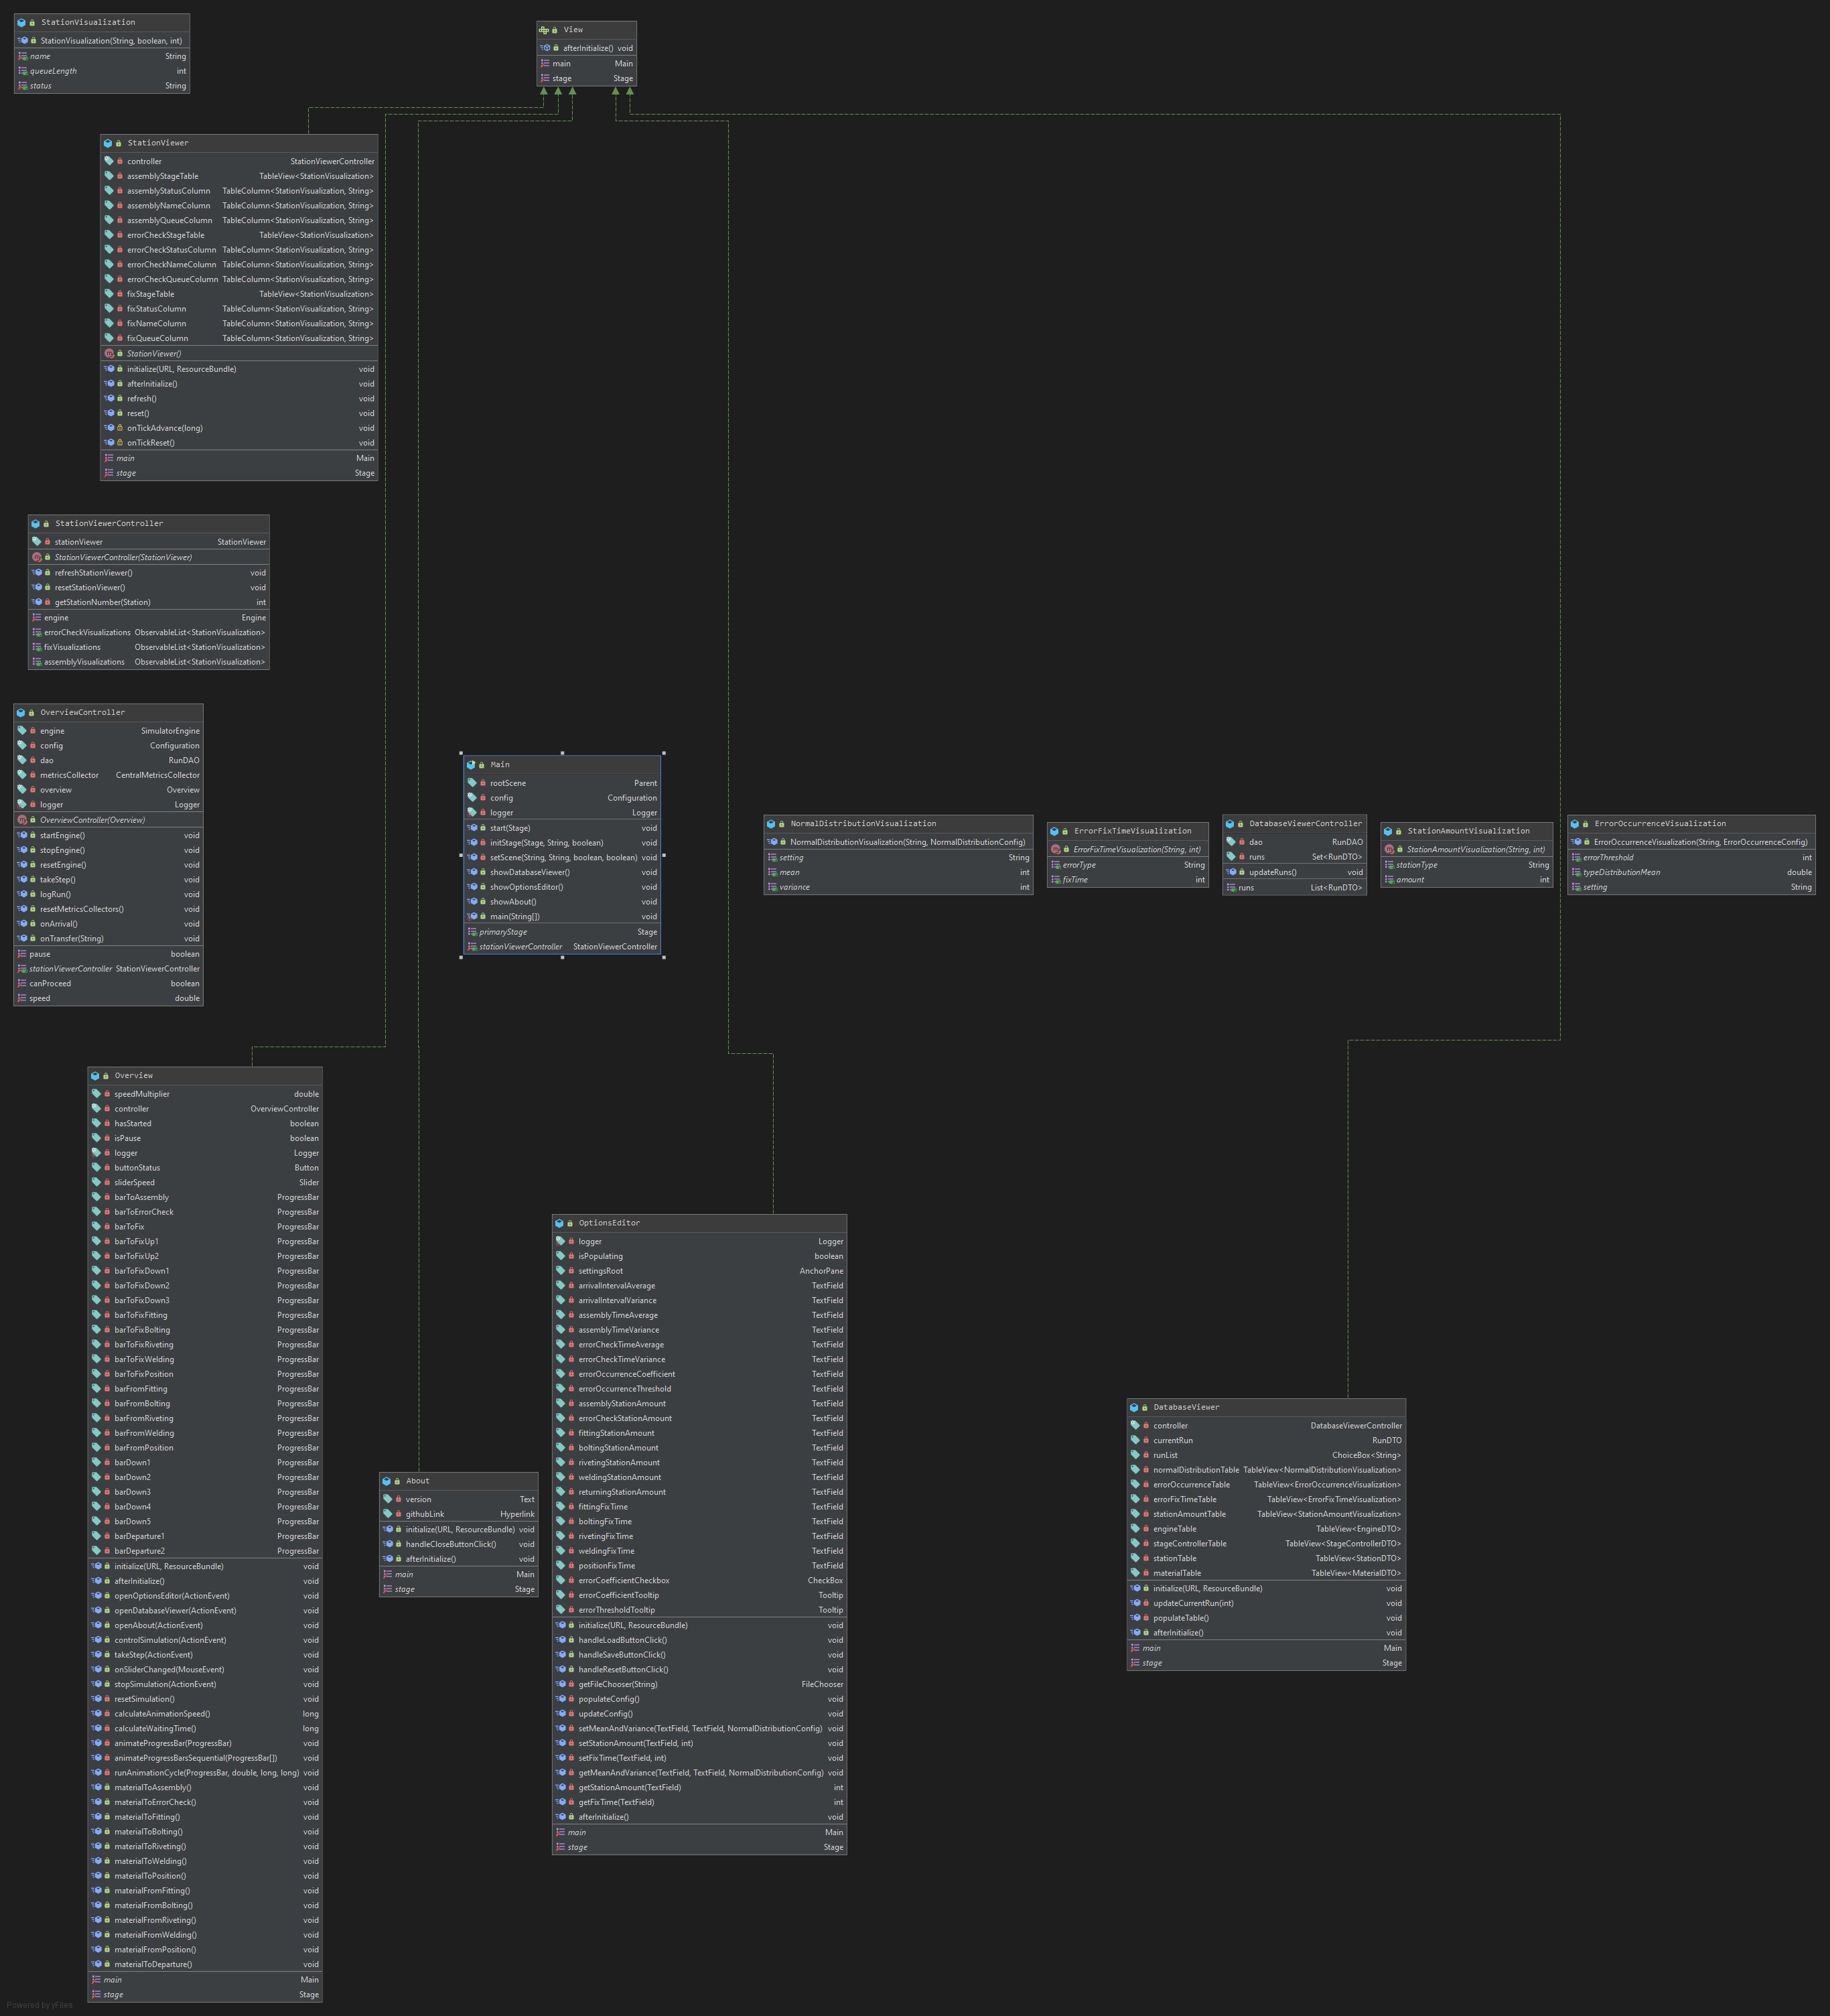 StationVisualization
StationVisualization(String, boolean, int)
name String
queueLength int
status String
View
afterInitialize() void
main Main
stage Stage
StationViewer
controller StationViewerController
assemblyStageTable TableView<StationVisualization>
assemblyStatusColumn TableColumn<StationVisualization, String>
assemblyNameColumn TableColumn<StationVisualization, String>
assemblyQueueColumn TableColumn<StationVisualization, String>
errorCheckStageTable TableView<StationVisualization>
errorCheckStatusColumn TableColumn<StationVisualization, String>
errorCheckNameColumn TableColumn<StationVisualization, String>
errorCheckQueueColumn TableColumn<StationVisualization, String>
fixStageTable TableView<StationVisualization>
fixStatusColumn TableColumn<StationVisualization, String>
fixNameColumn TableColumn<StationVisualization, String>
fixQueueColumn TableColumn<StationVisualization, String>
StationViewer()
initialize(URL, ResourceBundle) void
afterInitialize() void
refresh() void
reset() void
onTickAdvance(long) void
onTickReset() void
main Main
stage Stage
StationViewerController
stationViewer StationViewer
StationViewerController(StationViewer)
refreshStationViewer() void
resetStationViewer() void
getStationNumber(Station) int
engine Engine
errorCheckVisualizations ObservableList<StationVisualization>
fixVisualizations ObservableList<StationVisualization>
assemblyVisualizations ObservableList<StationVisualization>
OverviewController
engine SimulatorEngine
config Configuration
dao RunDAO
metricsCollector CentralMetricsCollector
overview Overview
logger Logger
OverviewController(Overview)
startEngine() void
stopEngine() void
resetEngine() void
takeStep() void
logRun() void
resetMetricsCollectors() void
onArrival() void
onTransfer(String) void
pause boolean
stationViewerController StationViewerController
canProceed boolean
speed double
Main
rootScene Parent
config Configuration
logger Logger
start(Stage) void
initStage(Stage, String, boolean) void
setScene(String, String, boolean, boolean) void
showDatabaseViewer() void
showOptionsEditor() void
showAbout() void
main(String[]) void
primaryStage Stage
stationViewerController StationViewerController
NormalDistributionVisualization
NormalDistributionVisualization(String, NormalDistributionConfig)
setting String
mean int
variance int
ErrorFixTimeVisualization
ErrorFixTimeVisualization(String, int)
errorType String
fixTime int
DatabaseViewerController
dao RunDAO
runs Set<RunDTO>
updateRuns() void
runs List<RunDTO>
StationAmountVisualization
StationAmountVisualization(String, int)
stationType String
amount int
ErrorOccurrenceVisualization
ErrorOccurrenceVisualization(String, ErrorOccurrenceConfig)
errorThreshold int
typeDistributionMean double
setting String
Overview
speedMultiplier double
controller OverviewController
hasStarted boolean
isPause boolean
logger Logger
buttonStatus Button
sliderSpeed Slider
barToAssembly ProgressBar
barToErrorCheck ProgressBar
barToFix ProgressBar
barToFixUp1 ProgressBar
barToFixUp2 ProgressBar
barToFixDown1 ProgressBar
barToFixDown2 ProgressBar
barToFixDown3 ProgressBar
barToFixFitting ProgressBar
barToFixBolting ProgressBar
barToFixRiveting ProgressBar
barToFixWelding ProgressBar
barToFixPosition ProgressBar
barFromFitting ProgressBar
barFromBolting ProgressBar
barFromRiveting ProgressBar
barFromWelding ProgressBar
barFromPosition ProgressBar
barDown1 ProgressBar
barDown2 ProgressBar
barDown3 ProgressBar
barDown4 ProgressBar
barDown5 ProgressBar
barDeparture1 ProgressBar
barDeparture2 ProgressBar
initialize(URL, ResourceBundle) void
afterInitialize() void
openOptionsEditor(ActionEvent) void
openDatabaseViewer(ActionEvent) void
openAbout(ActionEvent) void
controlSimulation(ActionEvent) void
takeStep(ActionEvent) void
onSliderChanged(MouseEvent) void
stopSimulation(ActionEvent) void
resetSimulation() void
calculateAnimationSpeed() long
calculateWaitingTime() long
animateProgressBar(ProgressBar) void
animateProgressBarsSequential(ProgressBar[]) void
runAnimationCycle(ProgressBar, double, long, long) void
materialToAssembly() void
materialToErrorCheck() void
materialToFitting() void
materialToBolting() void
materialToRiveting() void
materialToWelding() void
materialToPosition() void
materialFromFitting() void
materialFromBolting() void
materialFromRiveting() void
materialFromWelding() void
materialFromPosition() void
materialToDeparture() void
main Main
stage Stage
About
version Text
githubLink Hyperlink
initialize(URL, ResourceBundle) void
handleCloseButtonClick() void
afterInitialize() void
main Main
stage Stage
OptionsEditor
logger Logger
isPopulating boolean
settingsRoot AnchorPane
arrivalIntervalAverage TextField
arrivalIntervalVariance TextField
assemblyTimeAverage TextField
assemblyTimeVariance TextField
errorCheckTimeAverage TextField
errorCheckTimeVariance TextField
errorOccurrenceCoefficient TextField
errorOccurrenceThreshold TextField
assemblyStationAmount TextField
errorCheckStationAmount TextField
fittingStationAmount TextField
boltingStationAmount TextField
rivetingStationAmount TextField
weldingStationAmount TextField
returningStationAmount TextField
fittingFixTime TextField
boltingFixTime TextField
rivetingFixTime TextField
weldingFixTime TextField
positionFixTime TextField
errorCoefficientCheckbox CheckBox
errorCoefficientTooltip Tooltip
errorThresholdTooltip Tooltip
initialize(URL, ResourceBundle) void
handleLoadButtonClick() void
handleSaveButtonClick() void
handleResetButtonClick() void
getFileChooser(String) FileChooser
populateConfig() void
updateConfig() void
setMeanAndVariance(TextField, TextField, NormalDistributionConfig) void
setStationAmount(TextField, int) void
setFixTime(TextField, int) void
getMeanAndVariance(TextField, TextField, NormalDistributionConfig) void
getStationAmount(TextField) int
getFixTime(TextField) int
afterInitialize() void
main Main
stage Stage
DatabaseViewer
controller DatabaseViewerController
currentRun RunDTO
runList ChoiceBox<String>
normalDistributionTable TableView<NormalDistributionVisualization>
errorOccurrenceTable TableView<ErrorOccurrenceVisualization>
errorFixTimeTable TableView<ErrorFixTimeVisualization>
stationAmountTable TableView<StationAmountVisualization>
engineTable TableView<EngineDTO>
stageControllerTable TableView<StageControllerDTO>
stationTable TableView<StationDTO>
materialTable TableView<MaterialDTO>
initialize(URL, ResourceBundle) void
updateCurrentRun(int) void
populateTable() void
afterInitialize() void
main Main
stage Stage
Powered by yFiles